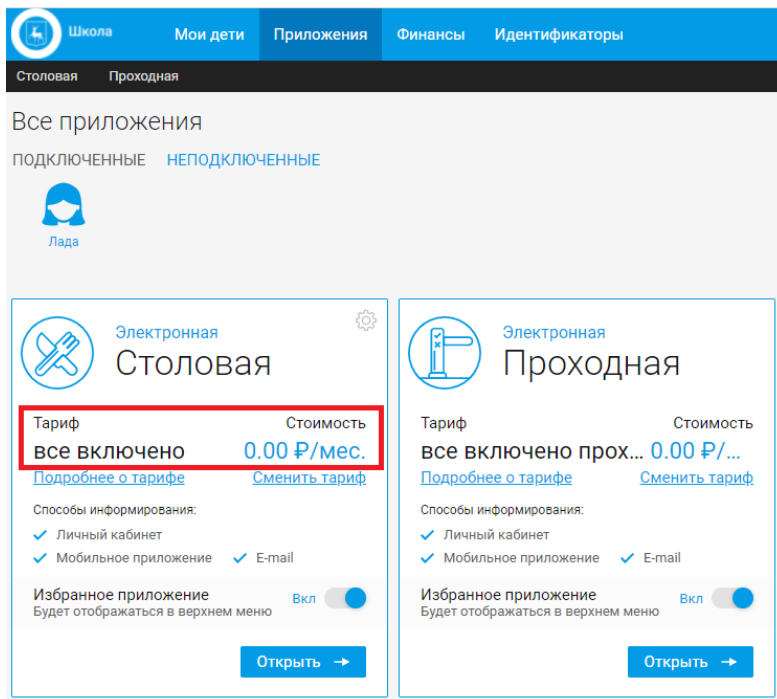 Школа Мои дети Приложения Финансы Идентификаторы
Столовая Проходная
Все приложения
ПОДКЛЮЧЕННЫЕ НЕПОДКЛЮЧЕННЫЕ
Лада
Электронная
Столовая
Тариф Стоимость
все включено 0.00 ₽/мес.
Подробнее о тарифе Сменить тариф
Способы информирования:
Личный кабинет
Мобильное приложение E-mail
Избранное приложение Вкл
Будет отображаться в верхнем меню
Открыть →
Электронная
Проходная
Тариф Стоимость
все включено прох... 0.00 ₽/...
Подробнее о тарифе Сменить тариф
Способы информирования:
Личный кабинет
Мобильное приложение E-mail
Избранное приложение Вкл
Будет отображаться в верхнем меню
Открыть →